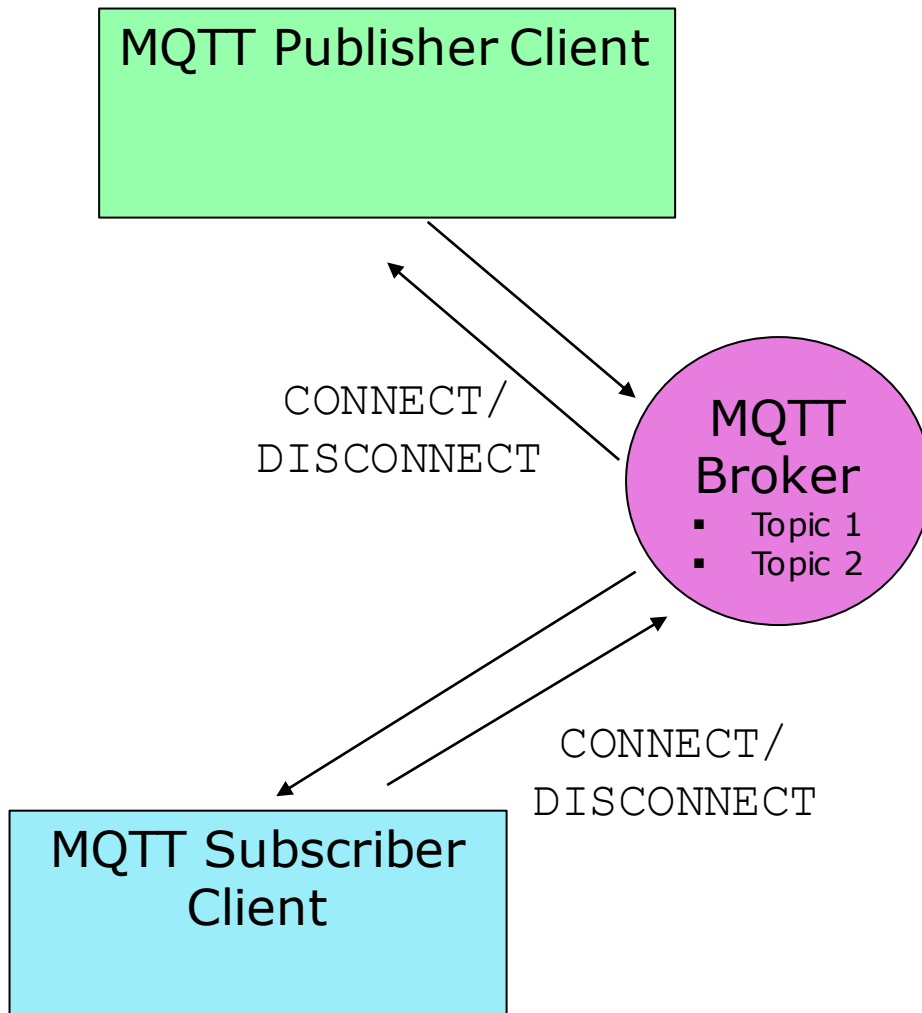 MQTT Publisher Client
CONNECT/
DISCONNECT
MQTT
Broker
▪ Topic 1
▪ Topic 2
CONNECT/
DISCONNECT
MQTT Subscriber
Client